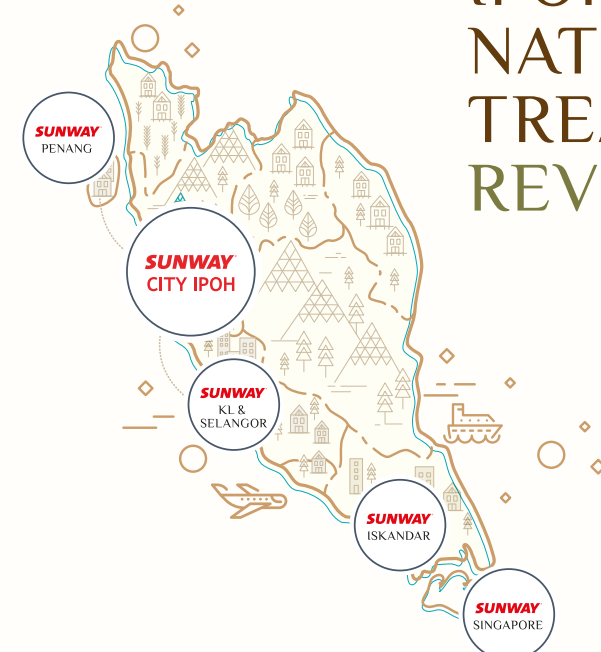 NAT
TREA
REV
SUNWAY
PENANG
SUNWAY
CITY IPOH
SUNWAY
KL &
SELANGOR
SUNWAY
ISKANDAR
SUNWAY
SINGAPORE